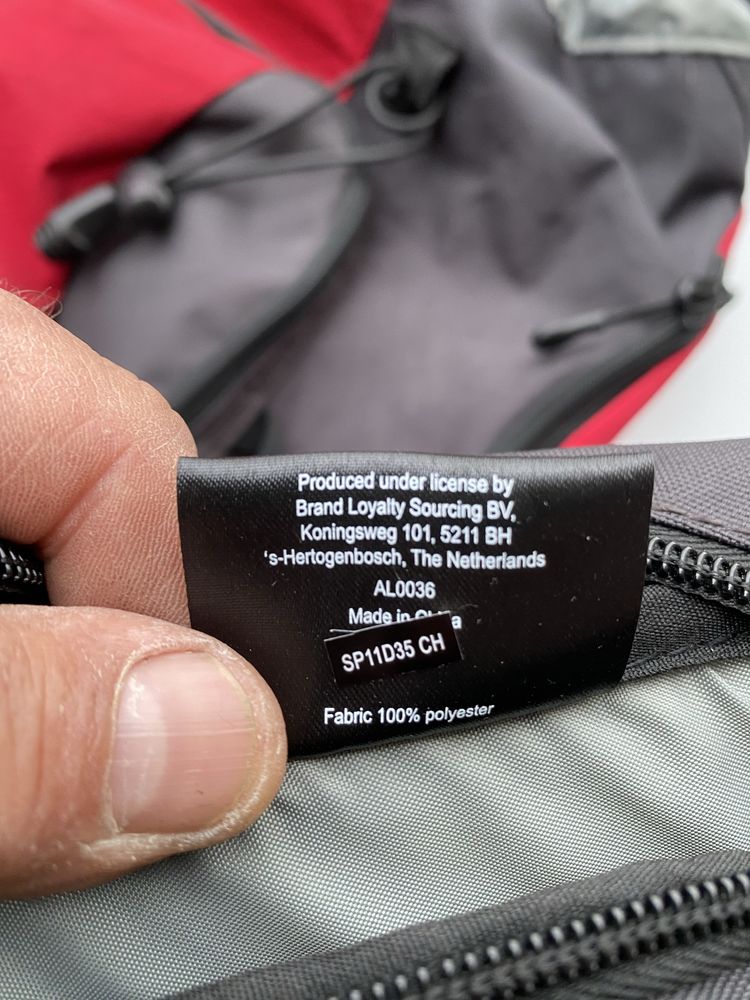 Produced under license by
Brand Loyalty Sourcing BV,
Koningsweg 101, 5211 BH
's-Hertogenbosch, The Netherlands
AL0036
Made in China
SP11D35 CH
Fabric 100% polyester